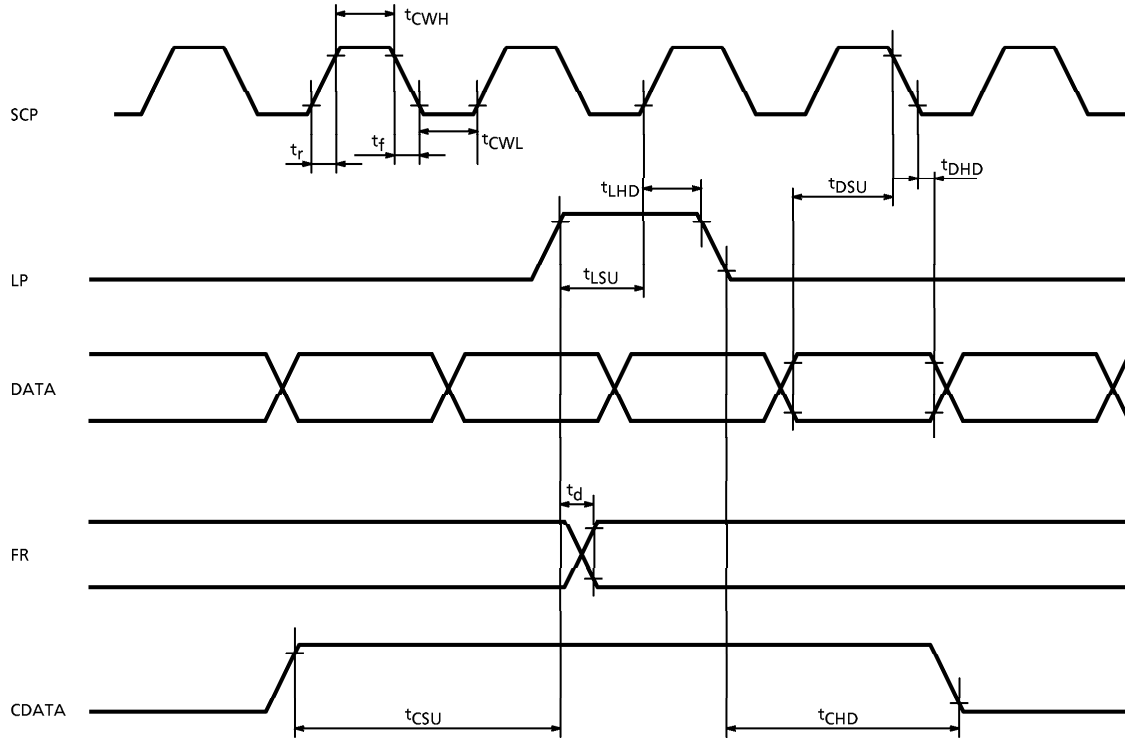 tCWH
SCP
tr
tf
tCWL
tLHD
tDSU
tDHD
LP
tLSU
DATA
td
FR
CDATA
tCSU
tCHD